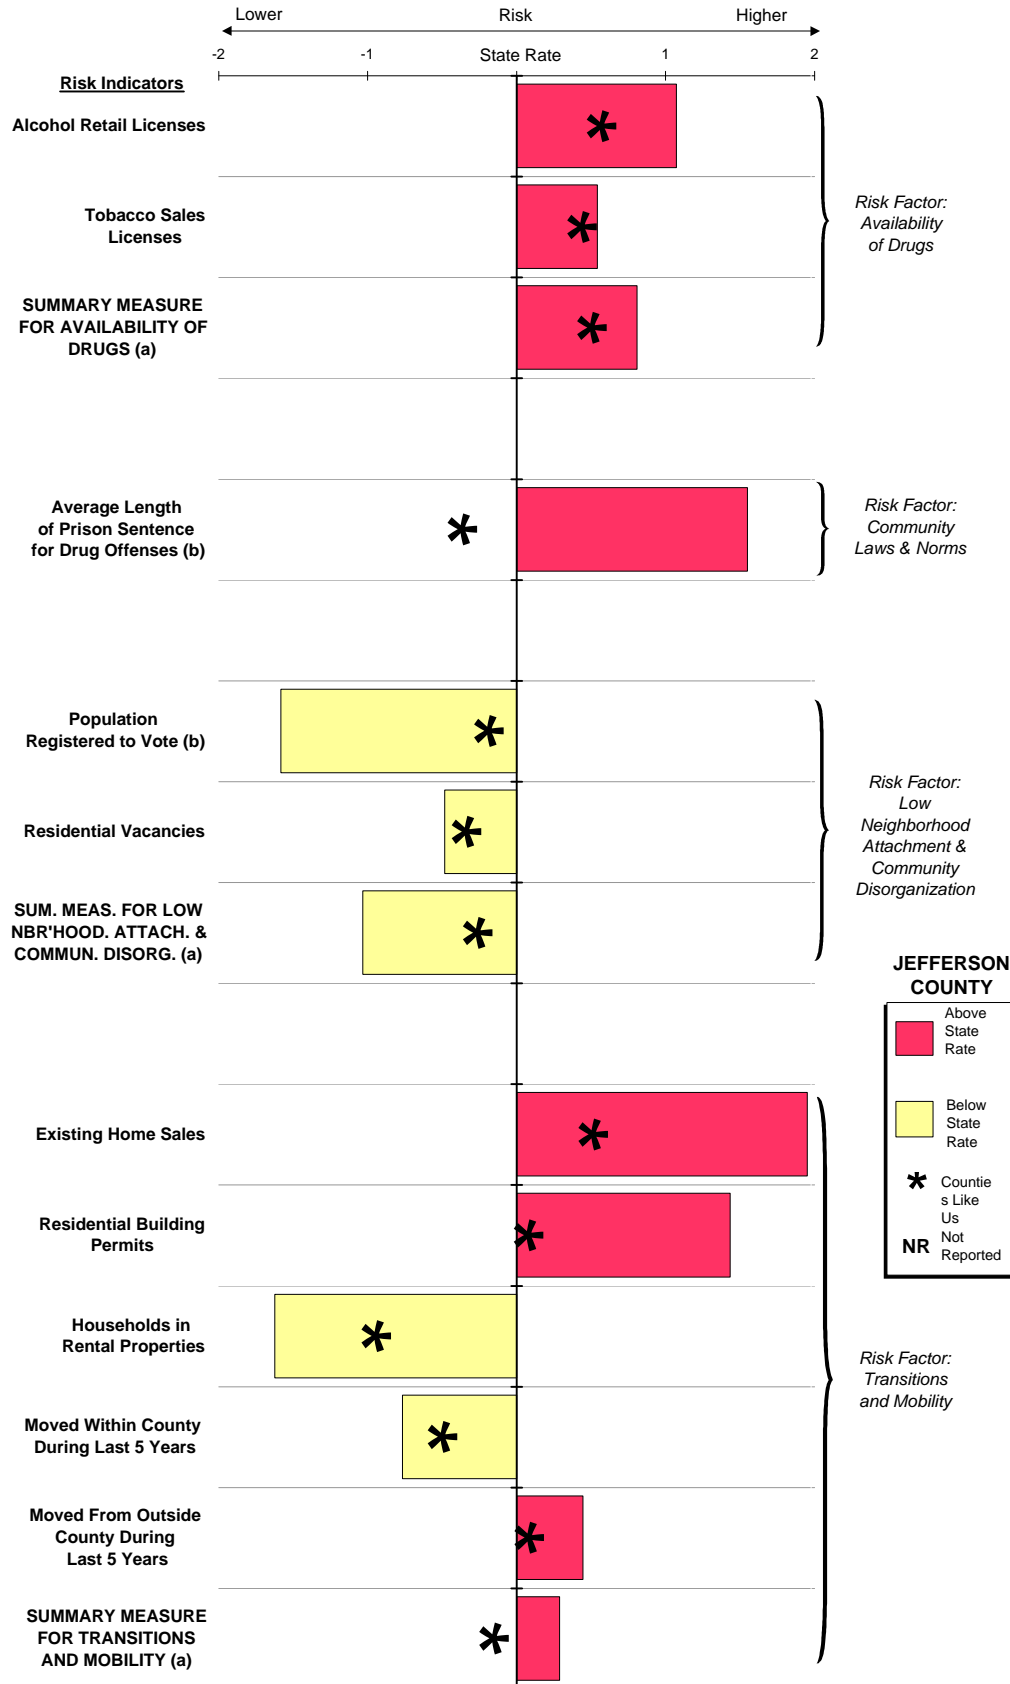 Lower Risk Higher
-2 -1 State Rate 1 2
Risk Indicators
Alcohol Retail Licenses
Tobacco Sales
Licenses
SUMMARY MEASURE
FOR AVAILABILITY OF
DRUGS (a)
Risk Factor:
Availability
of Drugs
Average Length
of Prison Sentence
for Drug Offenses (b)
Risk Factor:
Community
Laws & Norms
Population
Registered to Vote (b)
Residential Vacancies
SUM. MEAS. FOR LOW
NBR'HOOD. ATTACH. &
COMMUN. DISORG. (a)
Risk Factor:
Low
Neighborhood
Attachment &
Community
Disorganization
JEFFERSON
COUNTY
Above
State
Rate
Below
State
Rate
* Countie
s Like
Us
NR Not
Reported
Existing Home Sales
Residential Building
Permits
Households in
Rental Properties
Moved Within County
During Last 5 Years
Moved From Outside
County During
Last 5 Years
SUMMARY MEASURE
FOR TRANSITIONS
AND MOBILITY (a)
Risk Factor:
Transitions
and Mobility